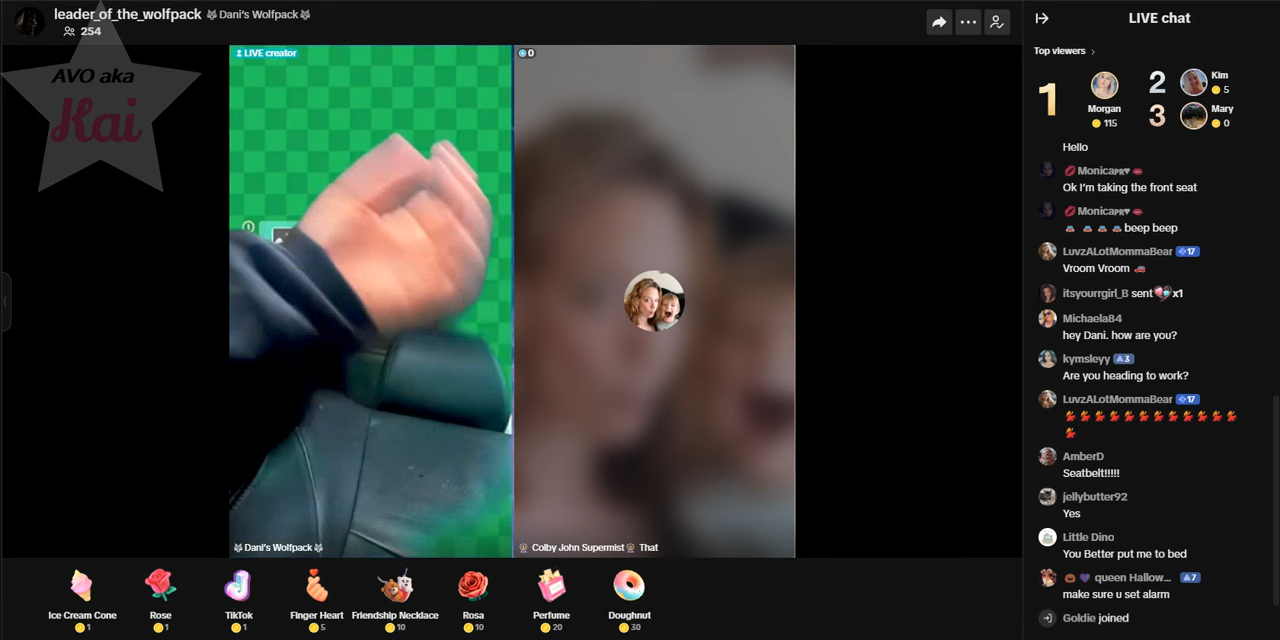 leader_of_the_wolfpack 🐺Dani's Wolfpack🐺
254
AVO aka
Kai
LIVE creator
0
🐺Dani's Wolfpack🐺
Colby John Supermist That
Ice Cream Cone
1
Rose
1
TikTok
1
Finger Heart
5
Friendship Necklace
10
Rosa
10
Perfume
20
Doughnut
30
LIVE chat
Top viewers >
1
Morgan
115
2
Kim
5
3
Mary
0
Hello
💋MonicaPR♥👄
Ok I'm taking the front seat
💋MonicaPR♥👄
🚘 🚘 🚘 🚘 beep beep
LuvzALotMommaBear 17
Vroom Vroom 🚗
itsyourrgirl_B sent x1
Michaela84
hey Dani. how are you?
kymsleyy 3
Are you heading to work?
LuvzALotMommaBear 17
💃💃💃💃💃💃💃💃💃💃💃💃
💃
AmberD
Seatbelt!!!!!
jellybutter92
Yes
Little Dino
You Better put me to bed
🎃 💜 queen Hallow... 7
make sure u set alarm
Goldie joined